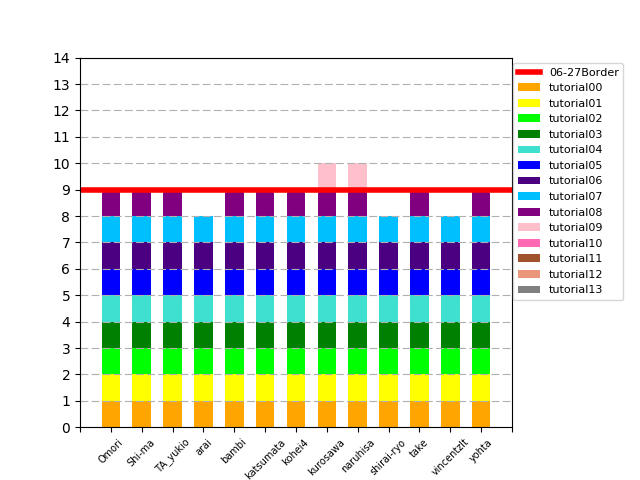 14
13
12
11
10
9
8
7
6
5
4
3
2
1
0
Omori
Shi-ma
TA_yukio
arai
bambi
katsumata
kohei4
kurosawa
naruhisa
shirai-ryo
take
vincentzlt
yohta
06-27Border
tutorial00
tutorial01
tutorial02
tutorial03
tutorial04
tutorial05
tutorial06
tutorial07
tutorial08
tutorial09
tutorial10
tutorial11
tutorial12
tutorial13